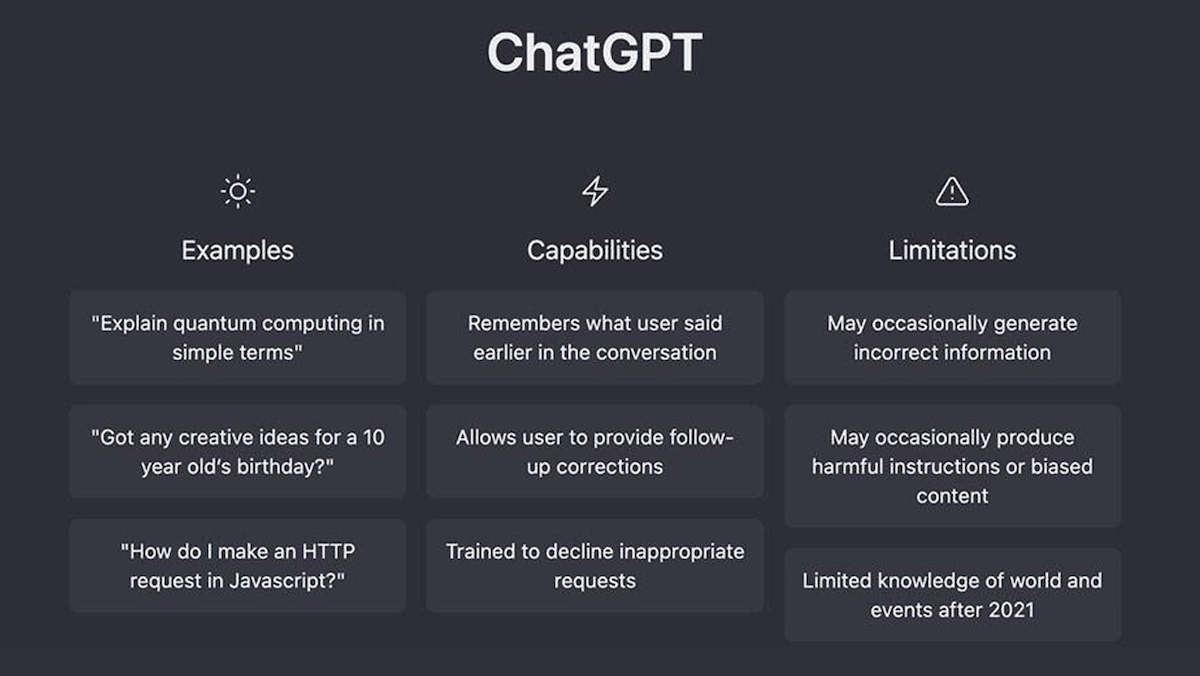 ChatGPT
Examples
"Explain quantum computing in
simple terms"
"Got any creative ideas for a 10
year old’s birthday?"
"How do I make an HTTP
request in Javascript?"
Capabilities
Remembers what user said
earlier in the conversation
Allows user to provide follow-
up corrections
Trained to decline inappropriate
requests
Limitations
May occasionally generate
incorrect information
May occasionally produce
harmful instructions or biased
content
Limited knowledge of world and
events after 2021